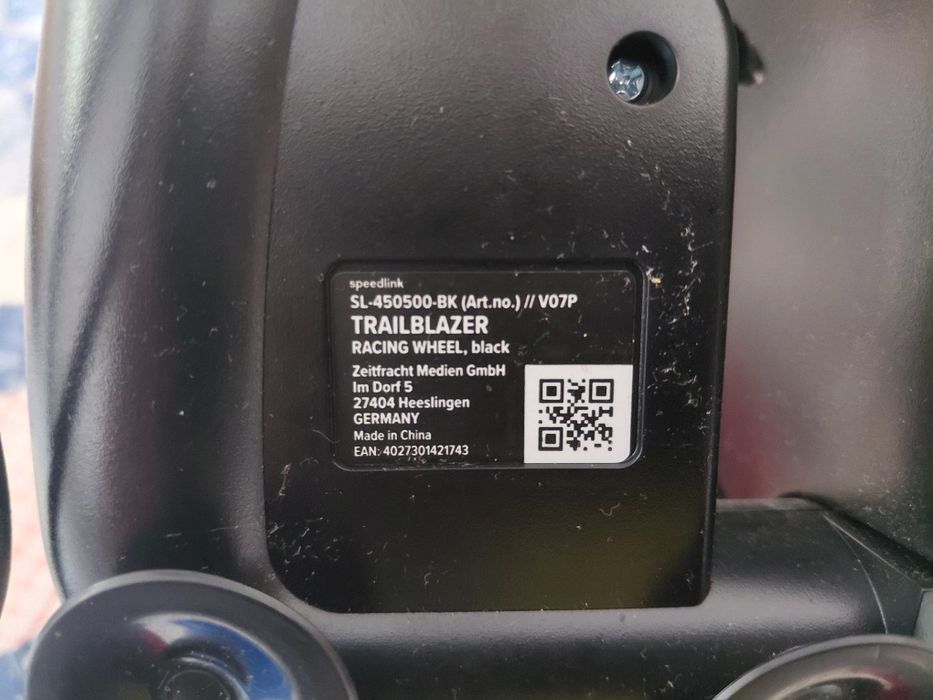 speedlink
SL-450500-BK (Art.no.) // V07P
TRAILBLAZER
RACING WHEEL, black
Zeitfracht Medien GmbH
Im Dorf 5
27404 Heeslingen
GERMANY
Made in China
EAN: 4027301421743